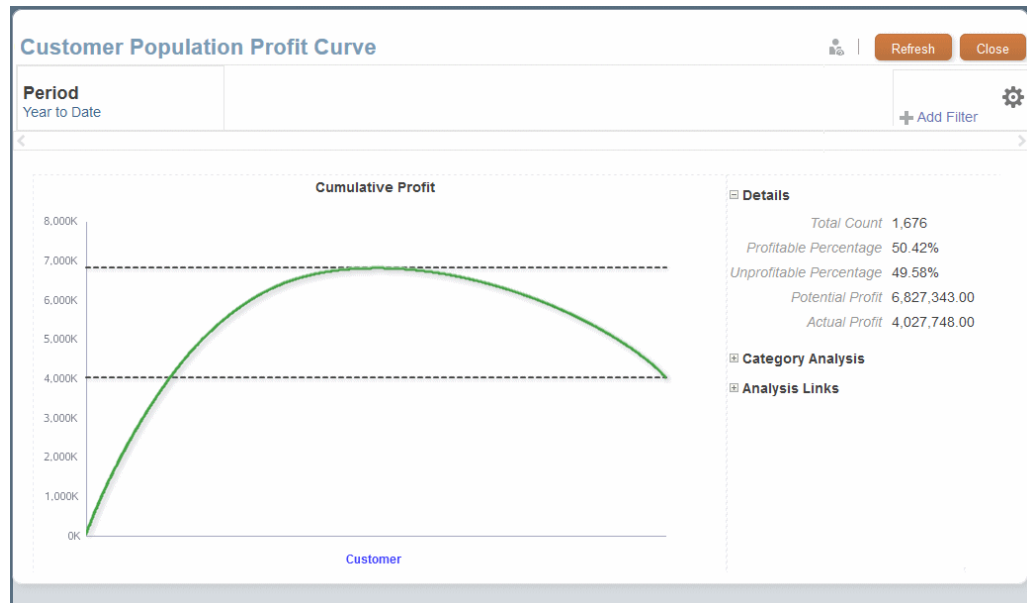 Customer Population Profit Curve
Refresh
Close
Period
Year to Date
Add Filter
Cumulative Profit
8,000K
7,000K
6,000K
5,000K
4,000K
3,000K
2,000K
1,000K
0K
Customer
Details
Total Count 1,676
Profitable Percentage 50.42%
Unprofitable Percentage 49.58%
Potential Profit 6,827,343.00
Actual Profit 4,027,748.00
Category Analysis
Analysis Links